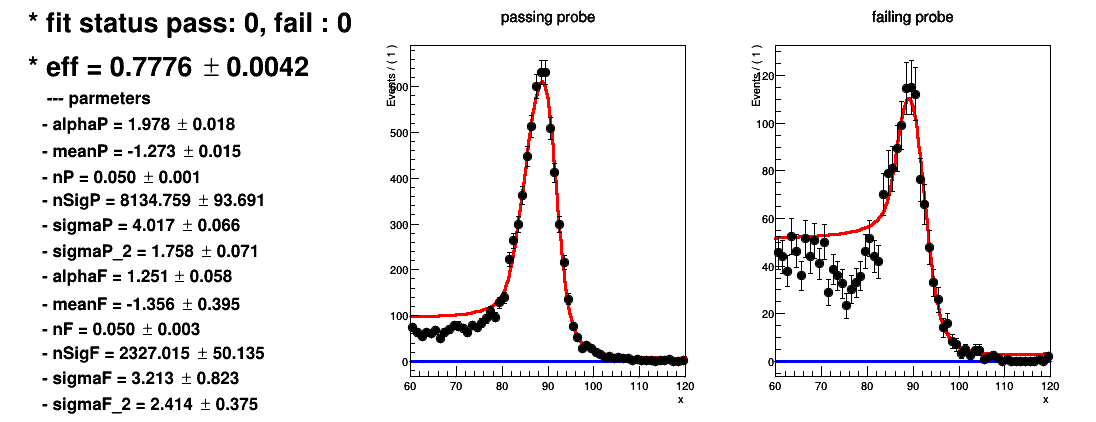 * fit status pass: 0, fail : 0
* eff = 0.7776 ± 0.0042
--- parmeters
- alphaP = 1.978 ± 0.018
- meanP = -1.273 ± 0.015
- nP = 0.050 ± 0.001
- nSigP = 8134.759 ± 93.691
- sigmaP = 4.017 ± 0.066
- sigmaP_2 = 1.758 ± 0.071
- alphaF = 1.251 ± 0.058
- meanF = -1.356 ± 0.395
- nF = 0.050 ± 0.003
- nSigF = 2327.015 ± 50.135
- sigmaF = 3.213 ± 0.823
- sigmaF_2 = 2.414 ± 0.375
passing probe
Events / ( 1 )
600
500
400
300
200
100
0
60 70 80 90 100 110 120
x
failing probe
Events / ( 1 )
120
100
80
60
40
20
0
60 70 80 90 100 110 120
x